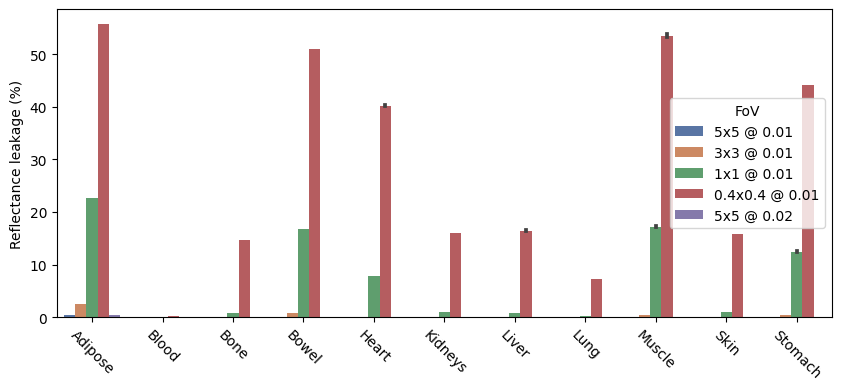 Reflectance leakage (%)
50
40
30
20
10
0
FoV
5x5 @ 0.01
3x3 @ 0.01
1x1 @ 0.01
0.4x0.4 @ 0.01
5x5 @ 0.02
Adipose
Blood
Bone
Bowel
Heart
Kidneys
Liver
Lung
Muscle
Skin
Stomach